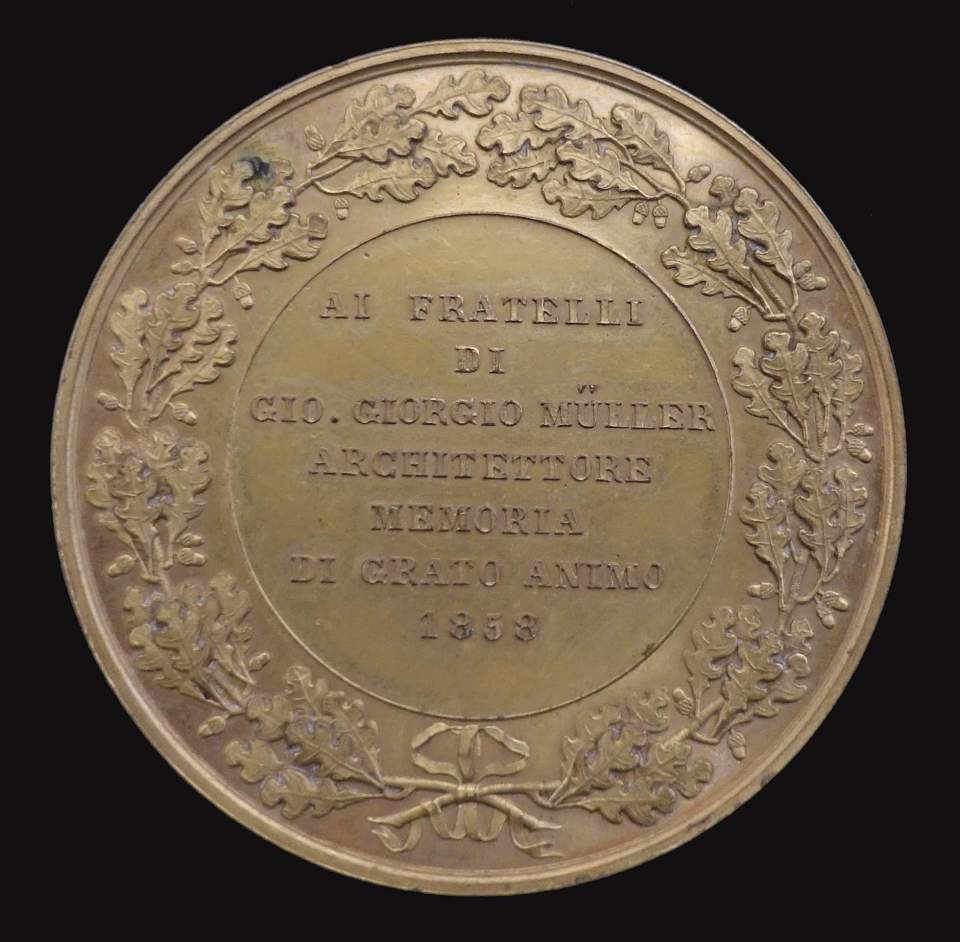 AI FRATELLI
DI
GIO. GIORGIO MÜLLER
ARCHITETTORE
MEMORIA
DI GRATO ANIMO
1858